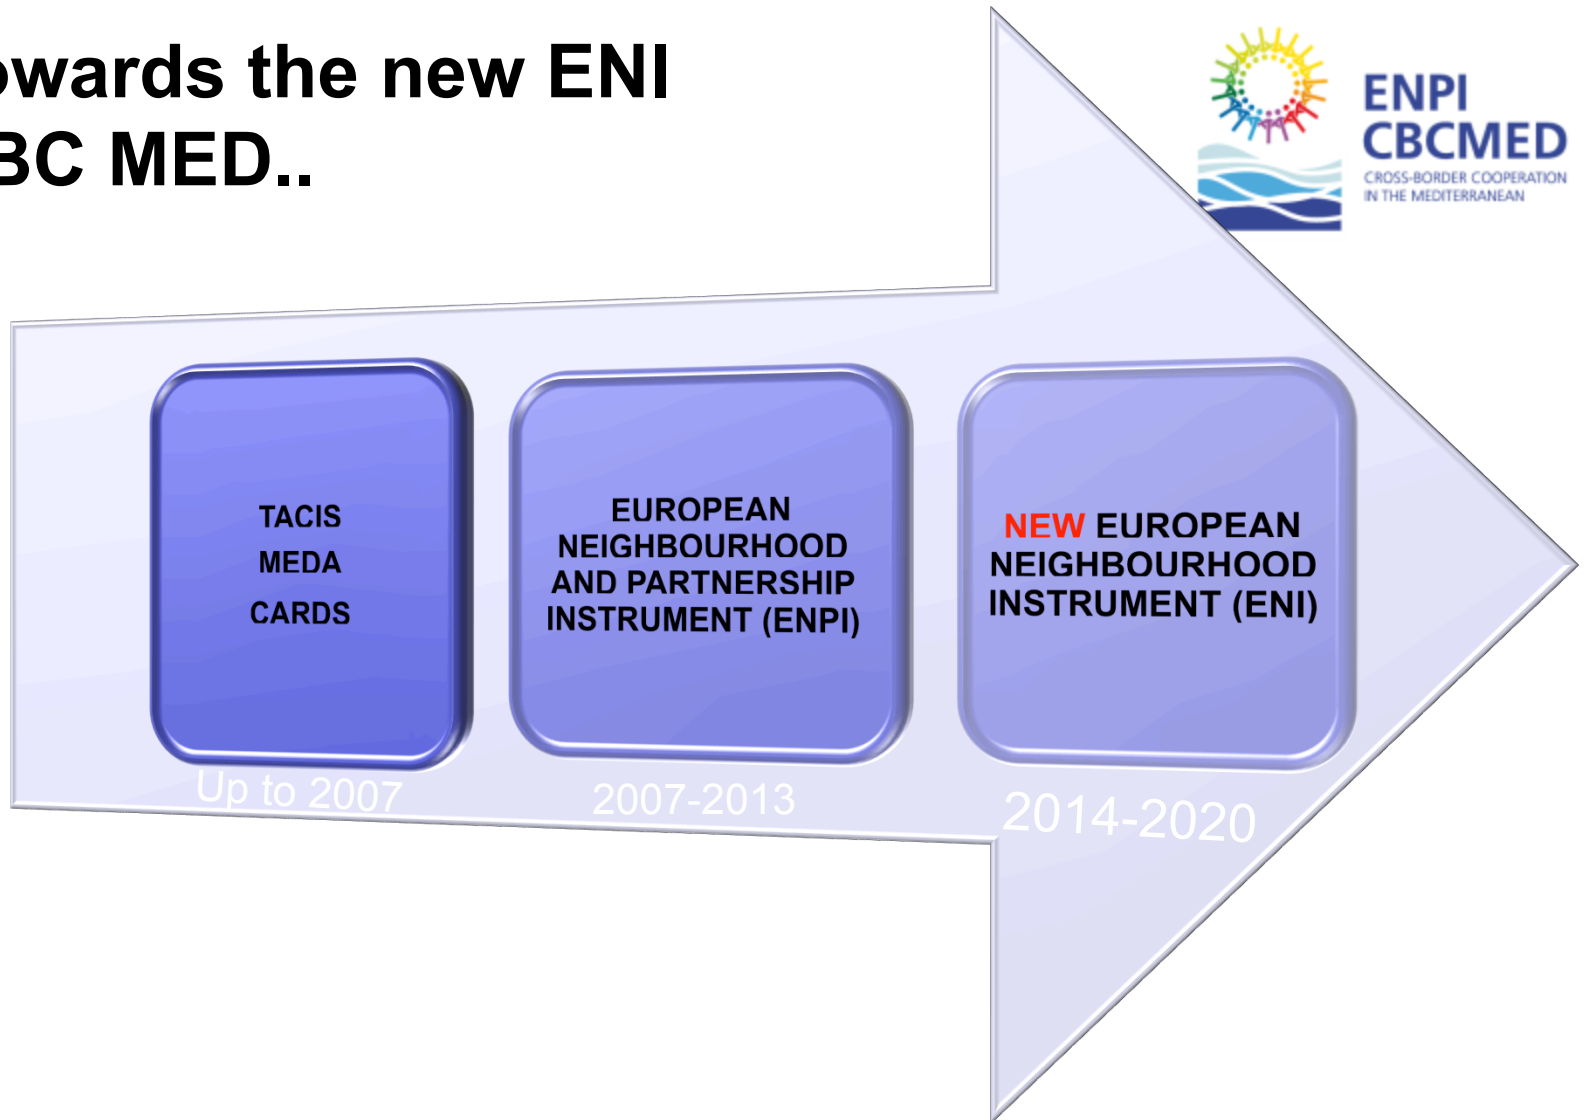 owards the new ENI
BC MED..
ENPI
CBCMED
CROSS-BORDER COOPERATION
IN THE MEDITERRANEAN
TACIS
MEDA
CARDS
Up to 2007
EUROPEAN
NEIGHBOURHOOD
AND PARTNERSHIP
INSTRUMENT (ENPI)
2007-2013
NEW EUROPEAN
NEIGHBOURHOOD
INSTRUMENT (ENI)
2014-2020